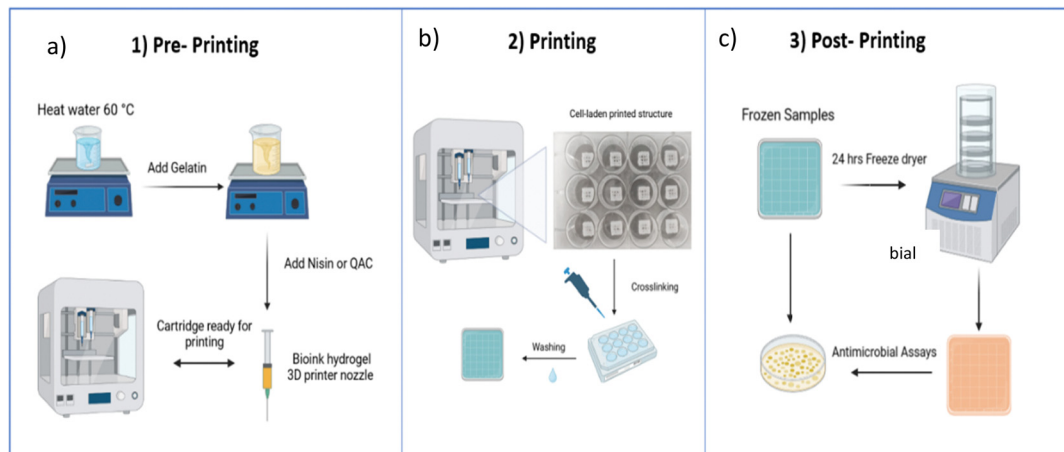 a)
1) Pre- Printing
Heat water 60 °C
Add Gelatin
Add Nisin or QAC
Cartridge ready for
printing
Bioink hydrogel
3D printer nozzle
b)
2) Printing
Cell-laden printed structure
Crosslinking
Washing
c)
3) Post- Printing
Frozen Samples
24 hrs Freeze dryer
bial
Antimicrobial Assays